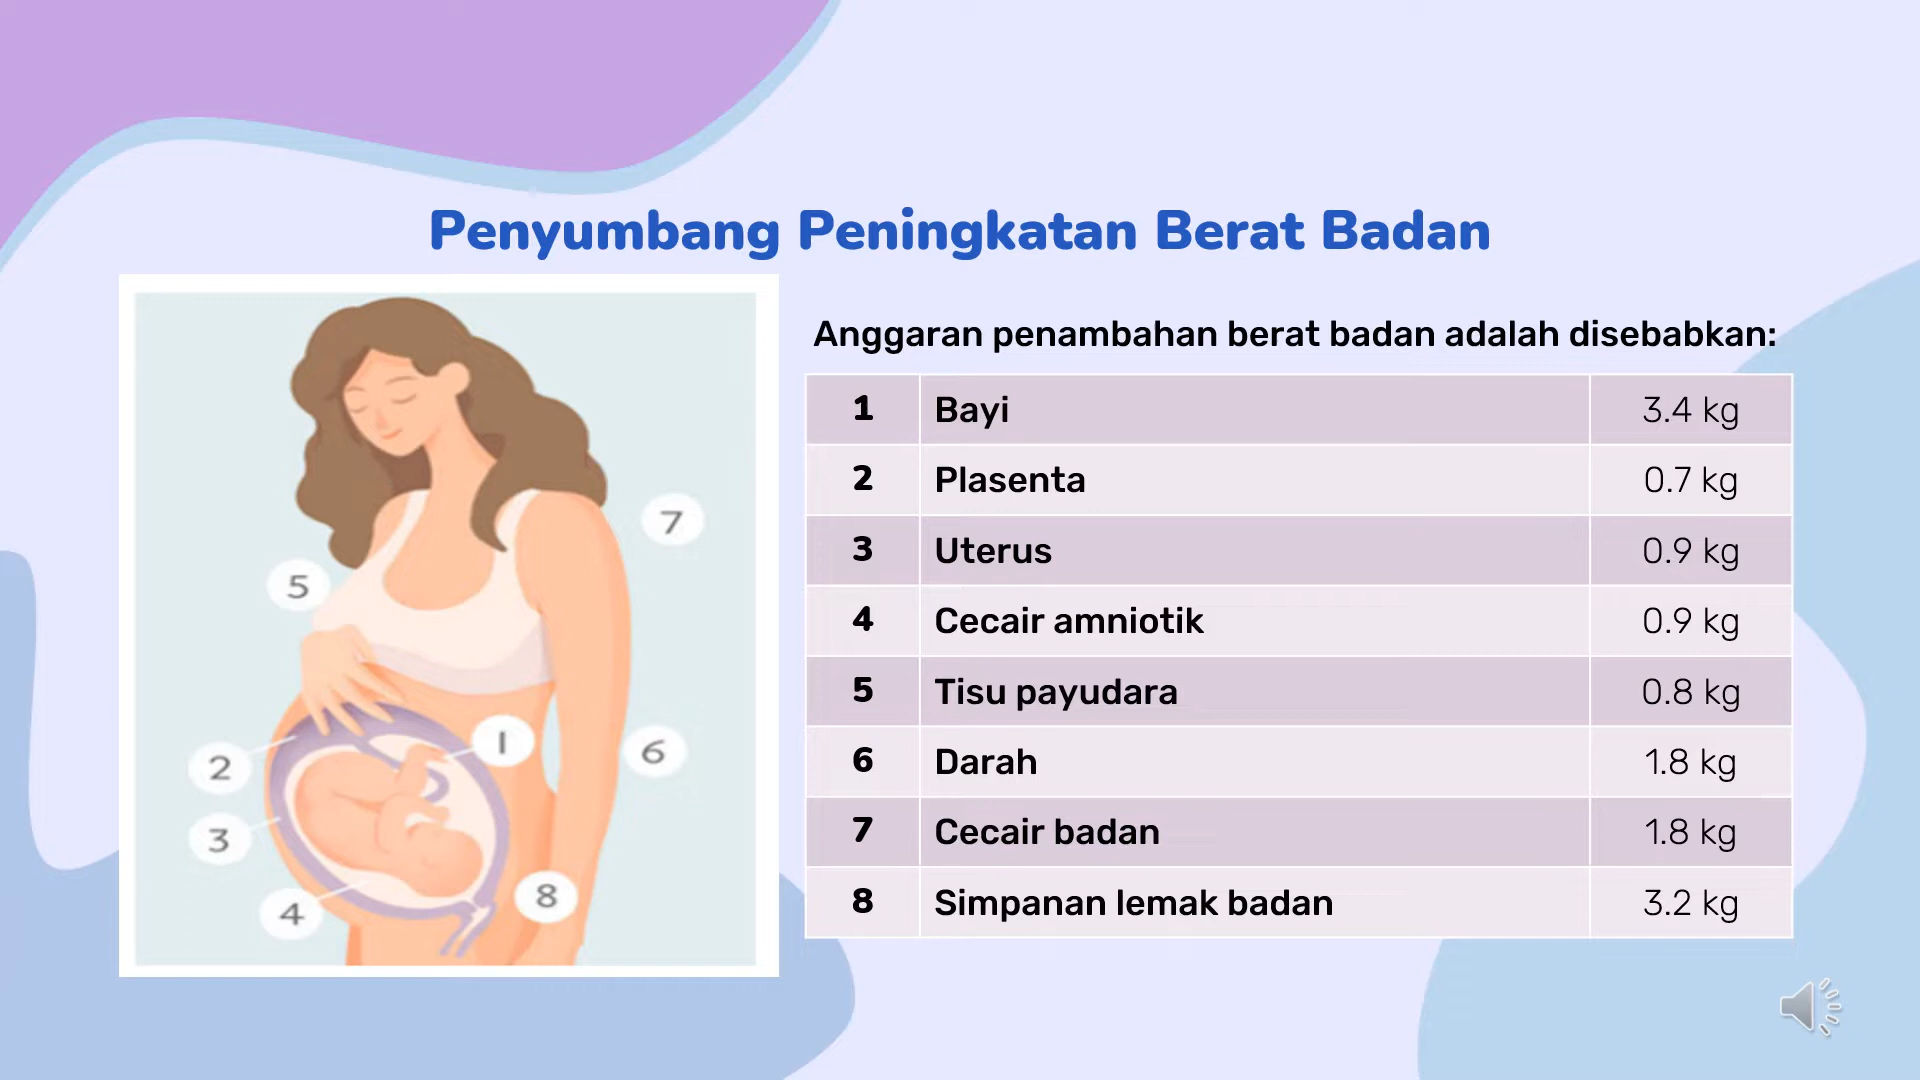 Penyumbang Peningkatan Berat Badan
Anggaran penambahan berat badan adalah disebabkan:
1 Bayi 3.4 kg
2 Plasenta 0.7 kg
3 Uterus 0.9 kg
4 Cecair amniotik 0.9 kg
5 Tisu payudara 0.8 kg
6 Darah 1.8 kg
7 Cecair badan 1.8 kg
8 Simpanan lemak badan 3.2 kg
7
5
1
2
6
3
8
4